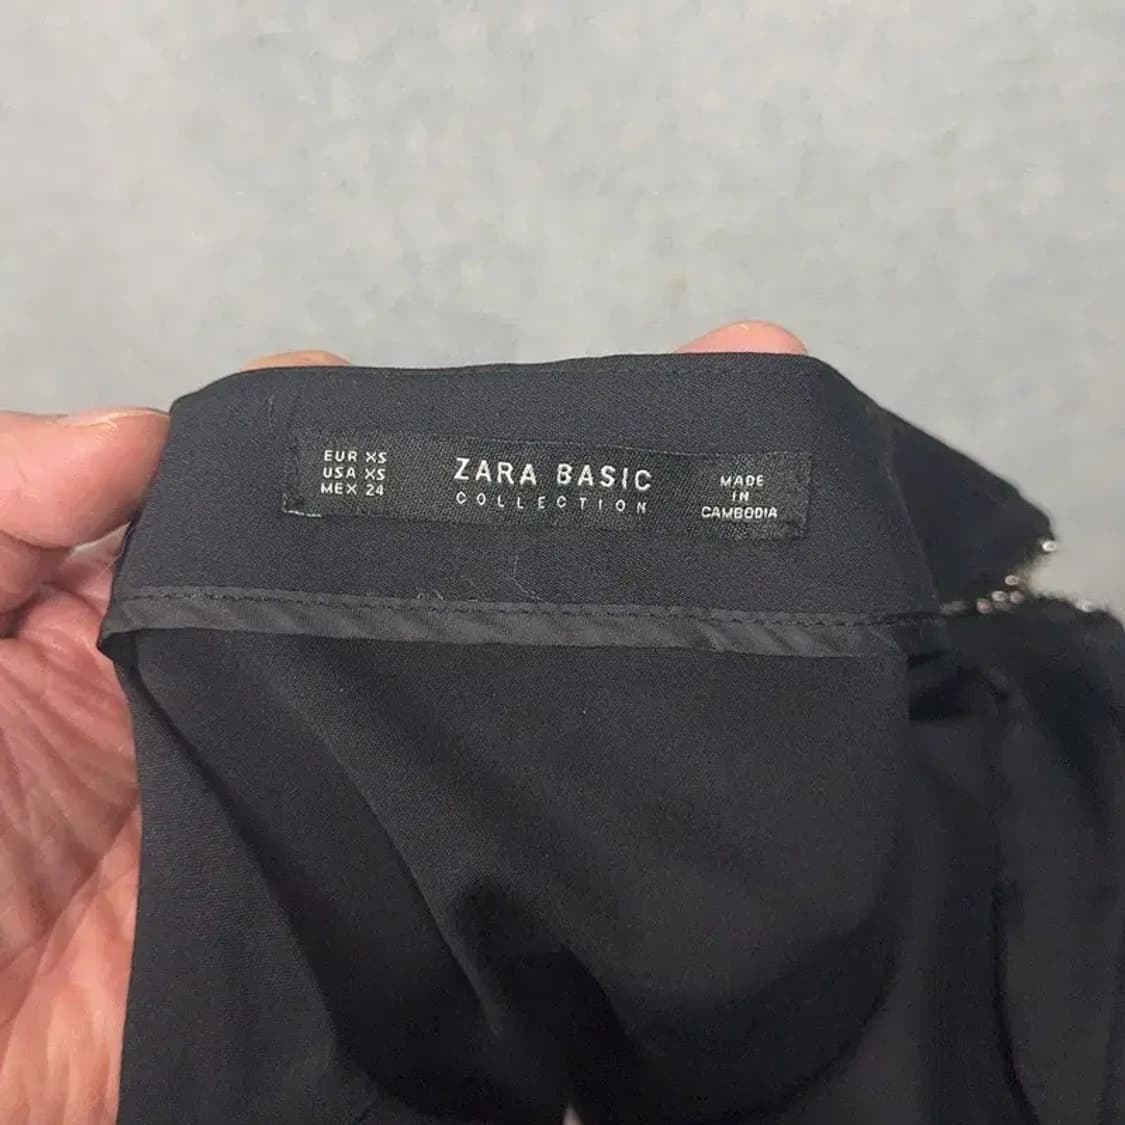 EUR XS
USA XS
MEX 24
ZARA BASIC
COLLECTION
MADE
IN
CAMBODIA